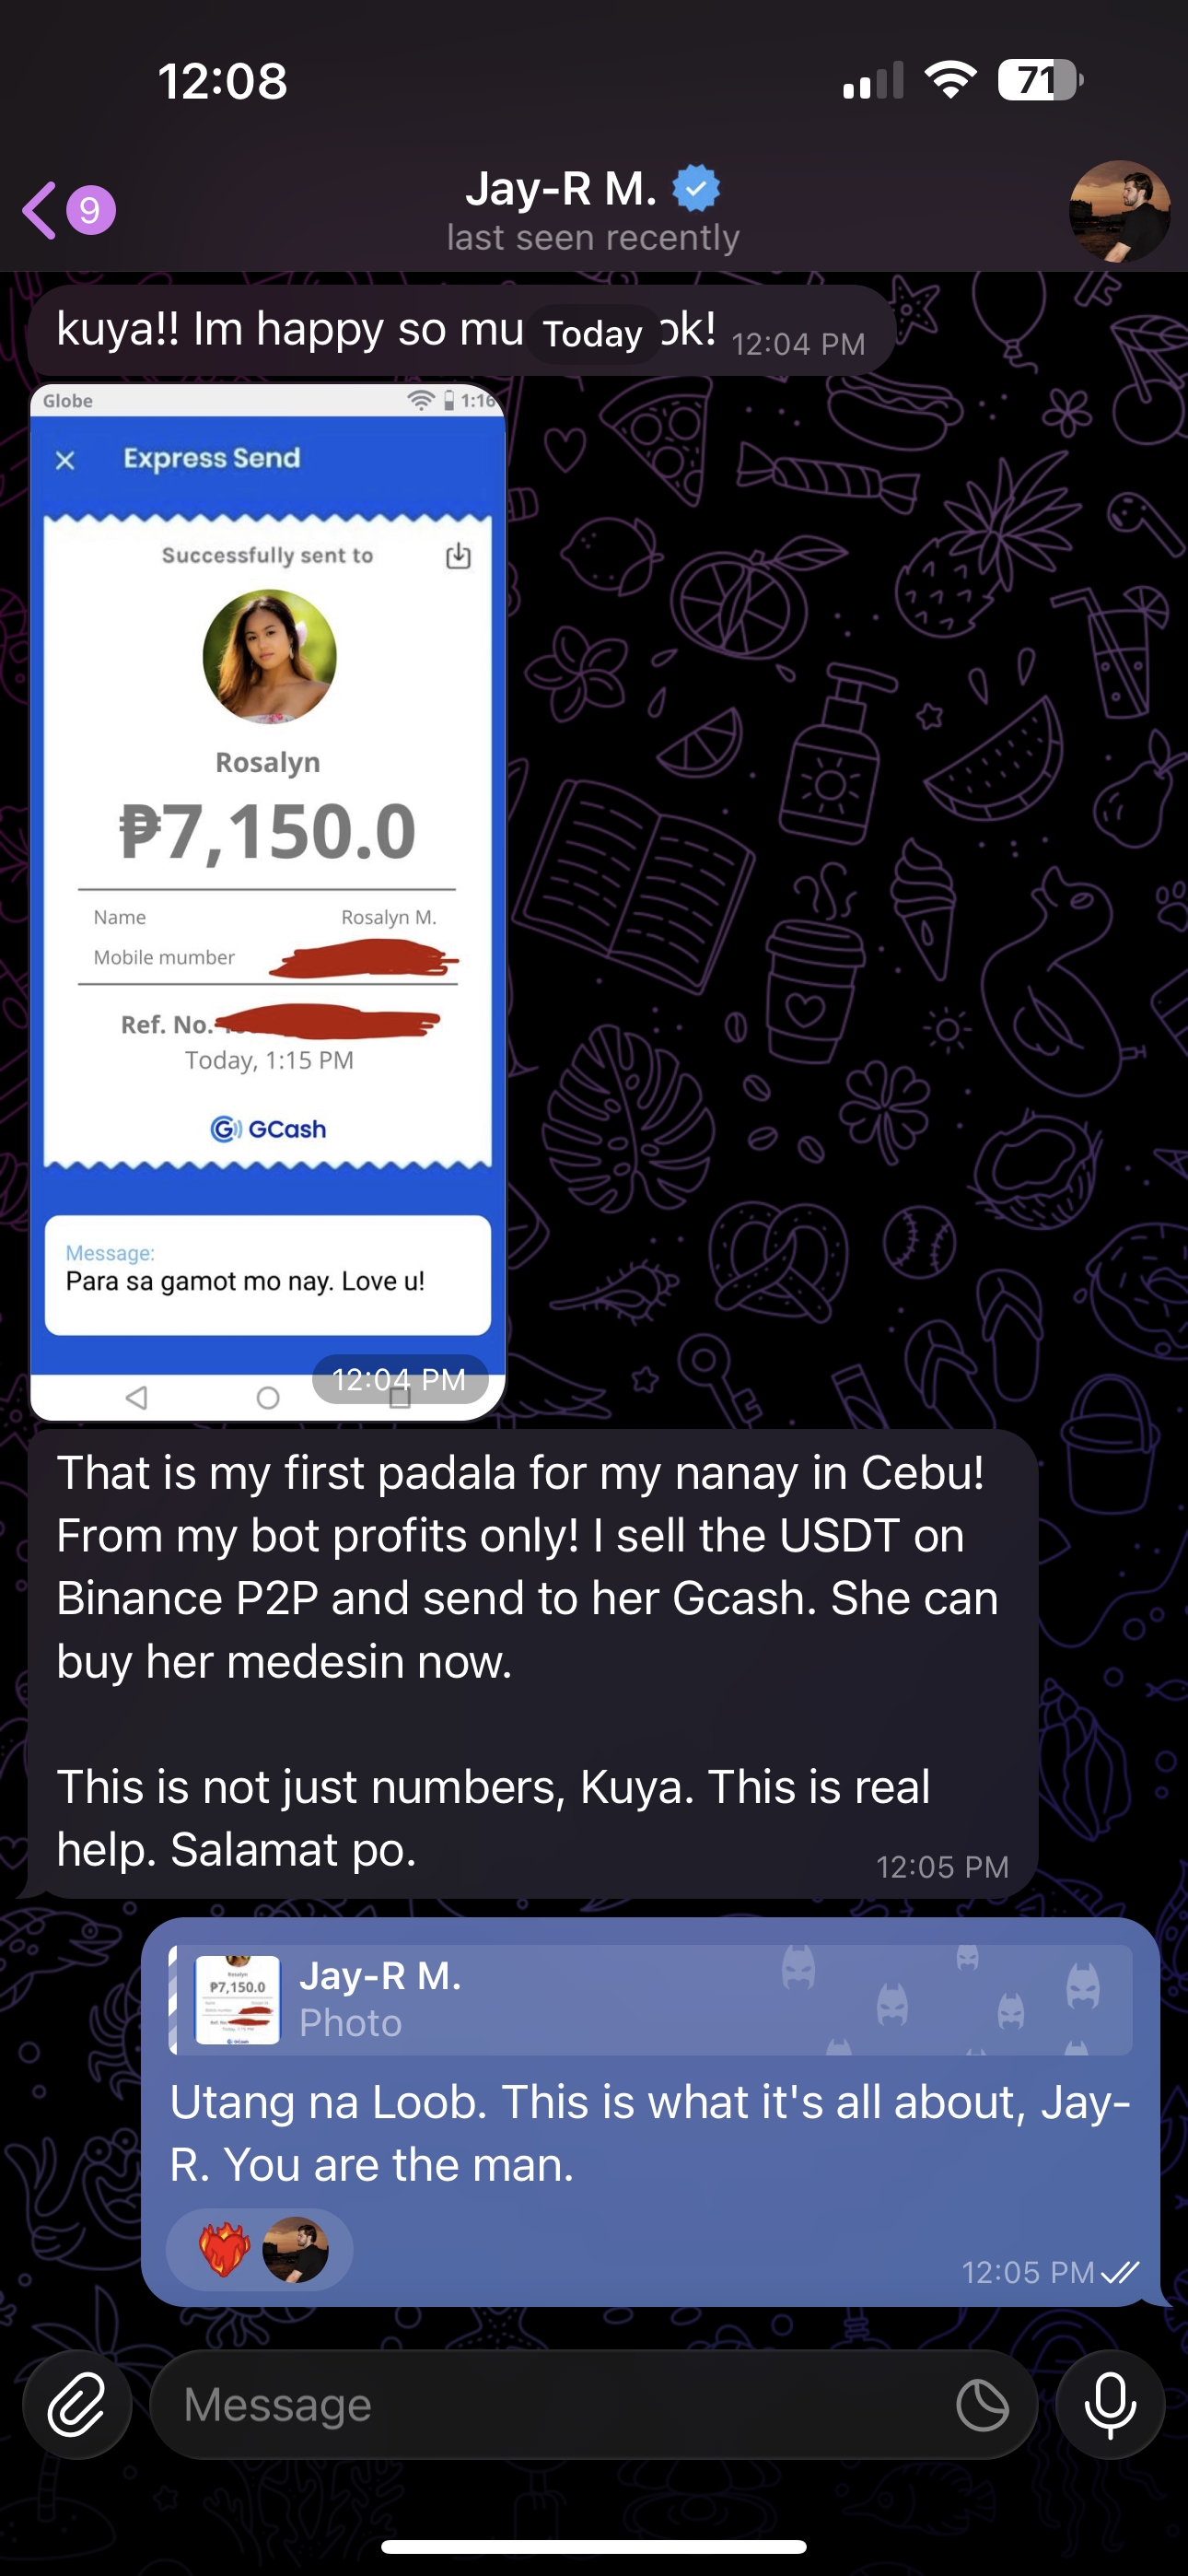 12:08
71
9
Jay-R M.
last seen recently
kuya!! Im happy so mu Today ok! 12:04 PM
Globe 1:16
Express Send
Successfully sent to
Rosalyn
₱7,150.0
Name Rosalyn M.
Mobile mumber
Ref. No.
Today, 1:15 PM
GCash
Message:
Para sa gamot mo nay. Love u!
12:04 PM
That is my first padala for my nanay in Cebu!
From my bot profits only! I sell the USDT on
Binance P2P and send to her Gcash. She can
buy her medesin now.
This is not just numbers, Kuya. This is real
help. Salamat po.
12:05 PM
Rosalyn
₱7,150.0
Jay-R M.
Photo
Utang na Loob. This is what it's all about, Jay-
R. You are the man.
12:05 PM
Message